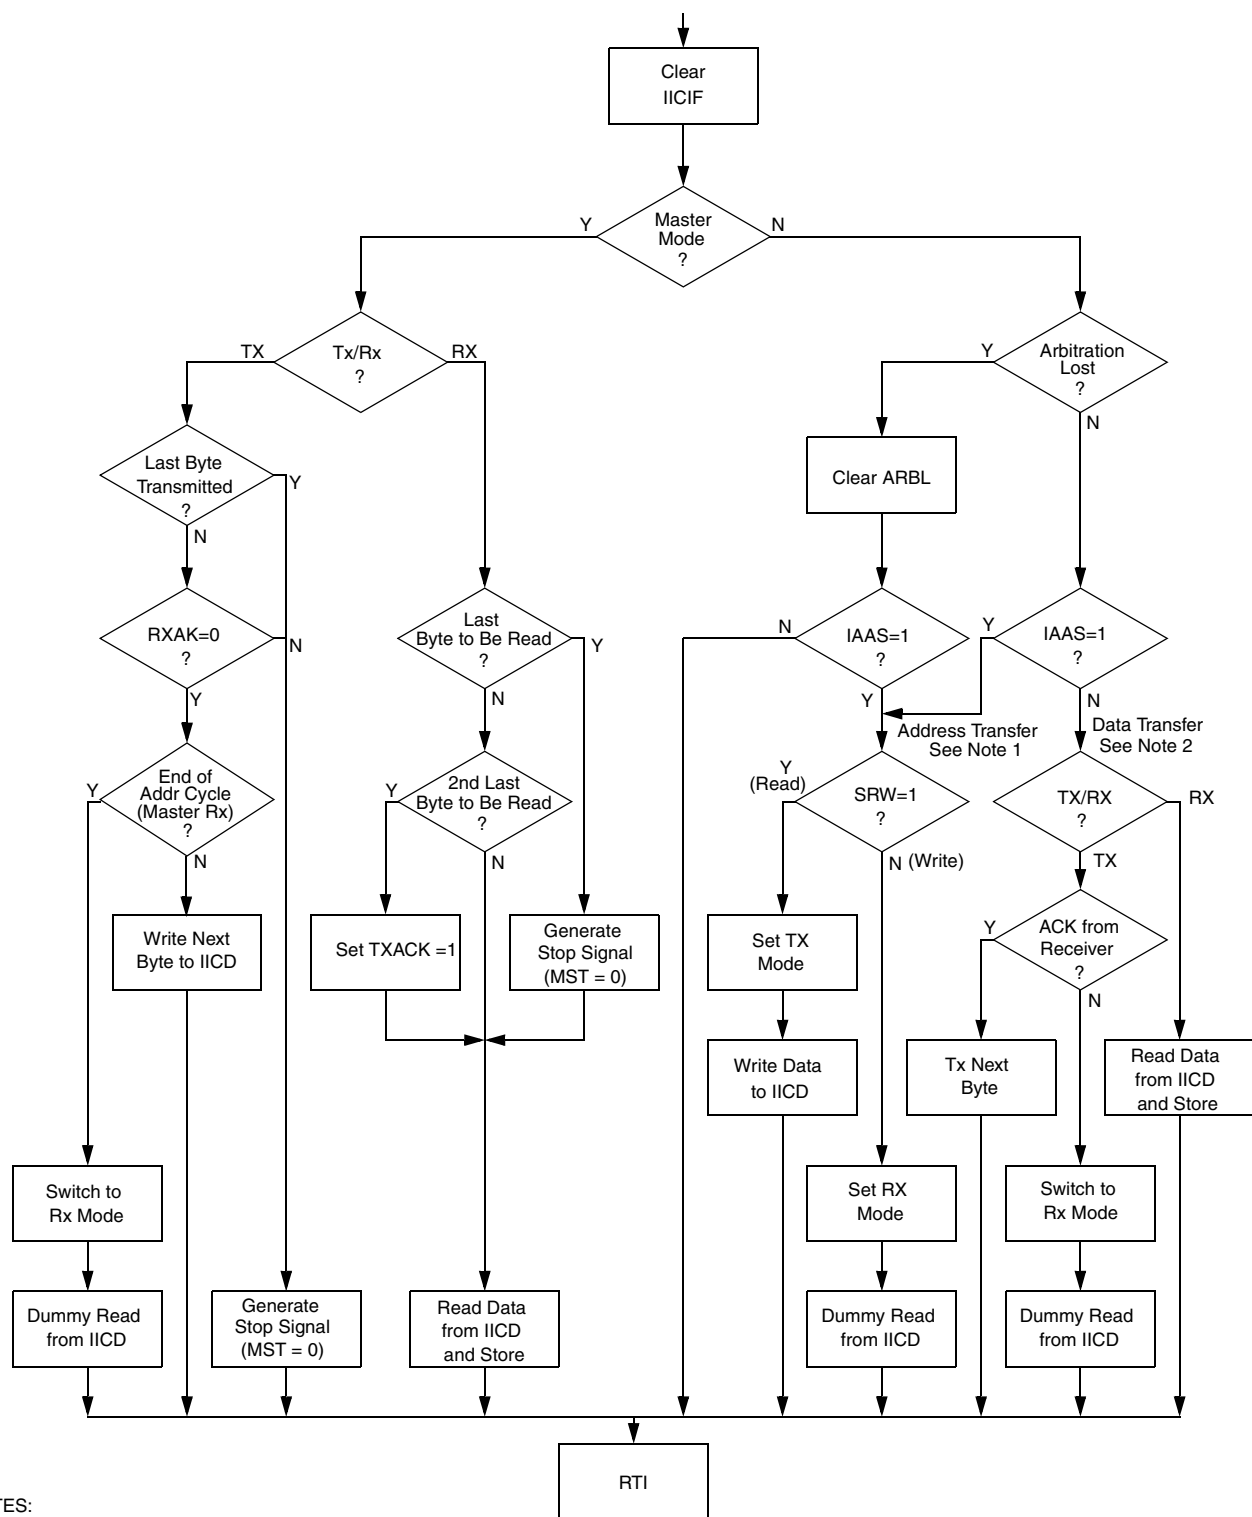 Clear
IICIF
Master
Mode
?
Y
N
Tx/Rx
?
TX
RX
Arbitration
Lost
?
Y
N
Last Byte
Transmitted
?
Y
N
Clear ARBL
RXAK=0
?
N
Y
Last
Byte to Be Read
?
Y
N
IAAS=1
?
N
Y
IAAS=1
?
Y
N
Address Transfer
See Note 1
Data Transfer
See Note 2
End of
Addr Cycle
(Master Rx)
?
Y
N
2nd Last
Byte to Be Read
?
Y
N
Y
(Read)
SRW=1
?
N (Write)
TX/RX
?
RX
TX
Write Next
Byte to IICD
Set TXACK =1
Generate
Stop Signal
(MST = 0)
Set TX
Mode
Y
ACK from
Receiver
?
N
Write Data
to IICD
Tx Next
Byte
Read Data
from IICD
and Store
Switch to
Rx Mode
Set RX
Mode
Switch to
Rx Mode
Dummy Read
from IICD
Generate
Stop Signal
(MST = 0)
Read Data
from IICD
and Store
Dummy Read
from IICD
Dummy Read
from IICD
RTI
TES: